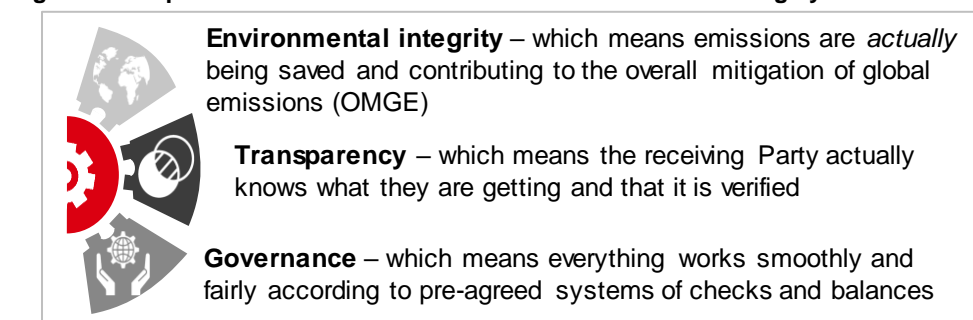 Environmental integrity – which means emissions are actually
being saved and contributing to the overall mitigation of global
emissions (OMGE)
Transparency – which means the receiving Party actually
knows what they are getting and that it is verified
Governance – which means everything works smoothly and
fairly according to pre-agreed systems of checks and balances